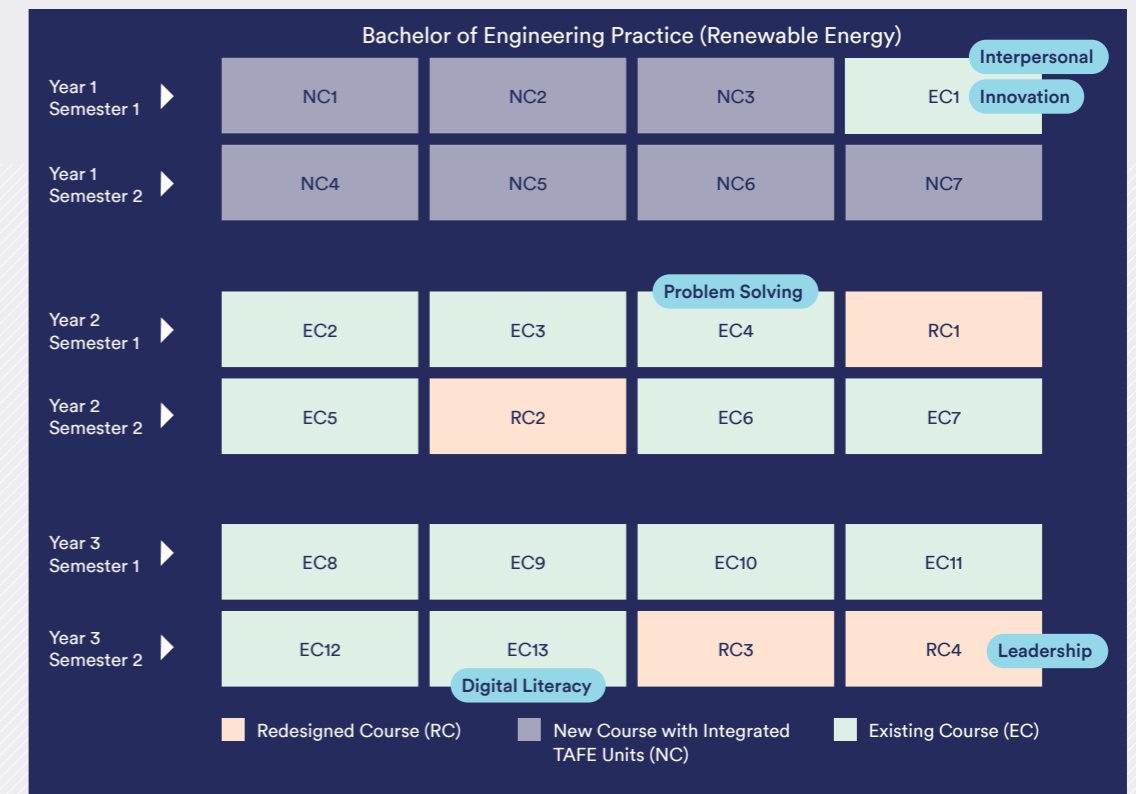 Bachelor of Engineering Practice (Renewable Energy)
Interpersonal
Year 1
Semester 1
NC1
NC2
NC3
EC1
Innovation
Year 1
Semester 2
NC4
NC5
NC6
NC7
Problem Solving
Year 2
Semester 1
EC2
EC3
EC4
RC1
Year 2
Semester 2
EC5
RC2
EC6
EC7
Year 3
Semester 1
EC8
EC9
EC10
EC11
Year 3
Semester 2
EC12
EC13
RC3
RC4
Leadership
Digital Literacy
Redesigned Course (RC)
New Course with Integrated
TAFE Units (NC)
Existing Course (EC)